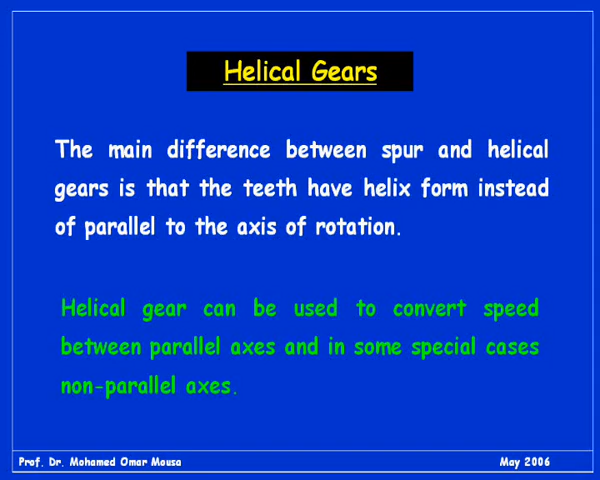 Helical Gears
The main difference between spur and helical
gears is that the teeth have helix form instead
of parallel to the axis of rotation.
Helical gear can be used to convert speed
between parallel axes and in some special cases
non-parallel axes.
Prof. Dr. Mohamed Omar Mousa
May 2006